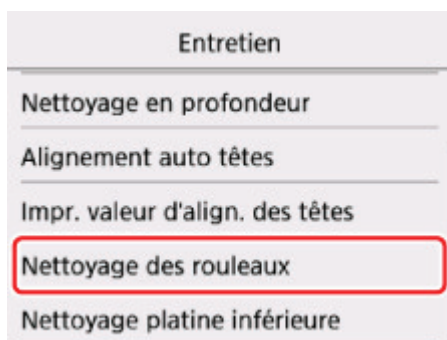 Entretien
Nettoyage en profondeur
Alignement auto têtes
Impr. valeur d'align. des têtes
Nettoyage des rouleaux
Nettoyage platine inférieure